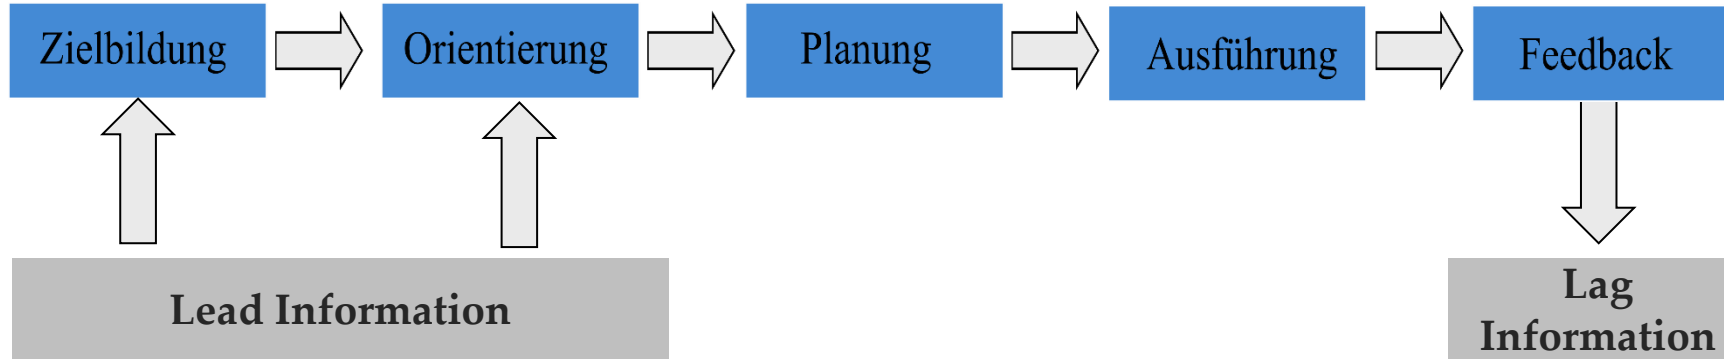 Zielbildung
Orientierung
Planung
Ausführung
Feedback
Lead Information
Lag
Information